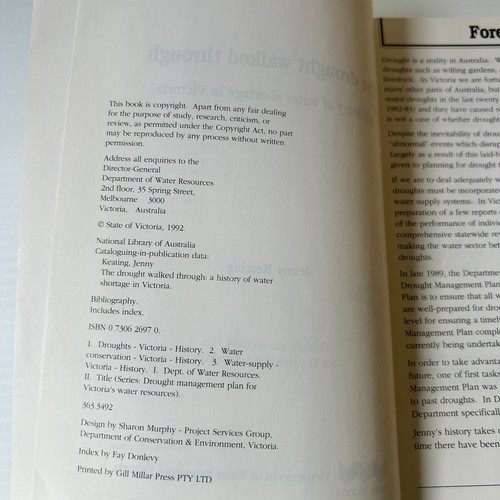 This book is copyright. Apart from any fair dealing
for the purpose of study, research, criticism, or
review, as permitted under the Copyright Act, no part
may be reproduced by any process without written
permission.
Address all enquiries to the
Director-General
Department of Water Resources
2nd floor, 35 Spring Street,
Melbourne 3000
Victoria, Australia
© State of Victoria, 1992.
National Library of Australia
Cataloguing-in-publication data:
Keating, Jenny
The drought walked through: a history of water
shortage in Victoria.
Bibliography.
Includes index.
ISBN 0 7306 2697 0.
1. Droughts - Victoria - History. 2. Water
conservation - Victoria - History. 3. Water-supply -
Victoria - History. I. Dept. of Water Resources.
II. Title (Series: Drought management plan for
Victoria's water resources).
363.3492
Design by Sharon Murphy - Project Services Group,
Department of Conservation & Environment, Victoria.
Index by Fay Donlevy
Printed by Gill Millar Press PTY LTD
Fore
Drought is a reality in Australia. W
droughts such as wilting gardens,
livestock. In Victoria we are fortu
many other parts of Australia, but
major droughts in the last twenty
1982-83) and they have caused s
is not a case of whether drought
Despite the inevitability of drou
"abnormal" events which disrup
Largely as a result of this laid-b
given to planning for drought
If we are to deal adequately w
droughts must be incorporated
water supply systems. In Vict
preparation of a few reports
of the performance of indivi
comprehensive statewide re
making the water sector bet
droughts.
In late 1989, the Department
Drought Management Plan
Plan is to ensure that all w
are well-prepared for drou
level for ensuring a timel
Management Plan comple
currently being undertak
In order to take advanta
future, one of first tasks
Management Plan was
to past droughts. In D
Department specifically
Jenny's history takes u
time there have been